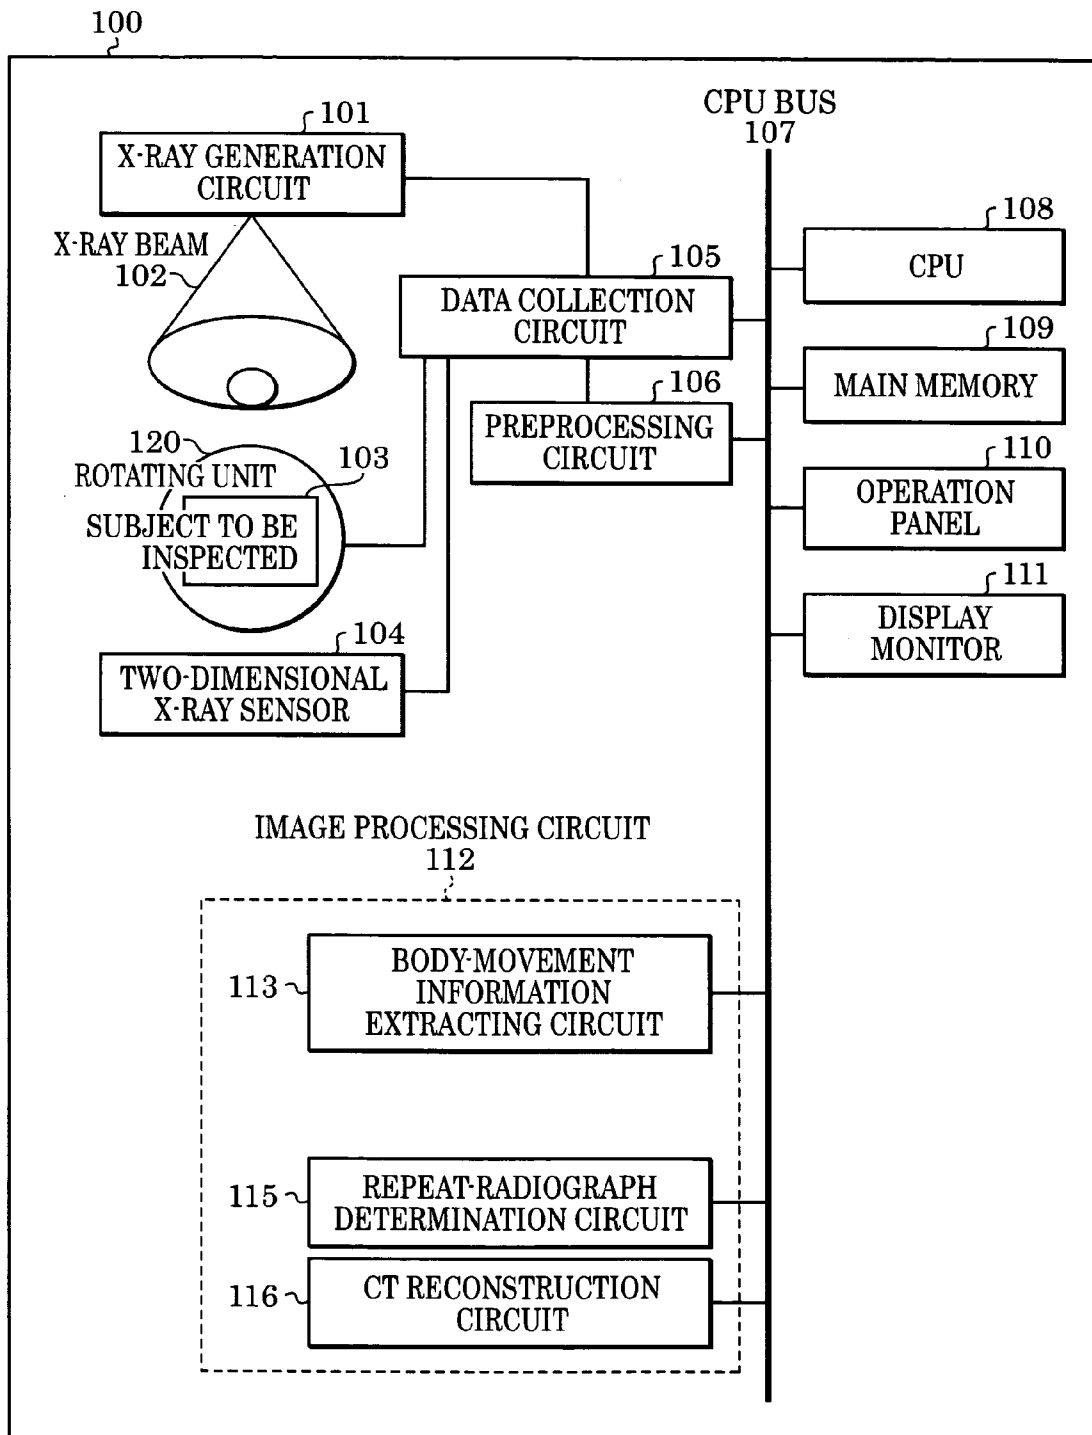 100
CPU BUS
107
101
X-RAY GENERATION
CIRCUIT
X-RAY BEAM
102
105
DATA COLLECTION
CIRCUIT
106
PREPROCESSING
CIRCUIT
108
CPU
109
MAIN MEMORY
110
OPERATION
PANEL
111
DISPLAY
MONITOR
120
ROTATING UNIT
103
SUBJECT TO BE
INSPECTED
104
TWO-DIMENSIONAL
X-RAY SENSOR
IMAGE PROCESSING CIRCUIT
112
113
BODY-MOVEMENT
INFORMATION
EXTRACTING CIRCUIT
115
REPEAT-RADIOGRAPH
DETERMINATION CIRCUIT
116
CT RECONSTRUCTION
CIRCUIT